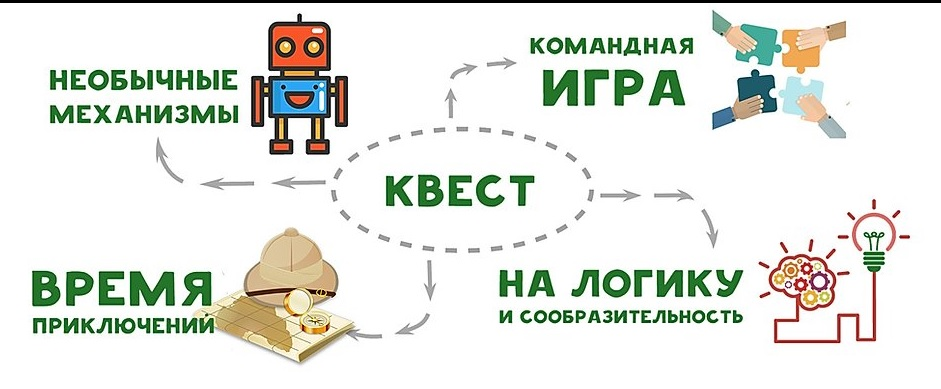 НЕОБЫЧНЫЕ
МЕХАНИЗМЫ
КОМАНДНАЯ
ИГРА
КВЕСТ
ВРЕМЯ
ПРИКЛЮЧЕНИЙ
НА ЛОГИКУ
И СООБРАЗИТЕЛЬНОСТЬ